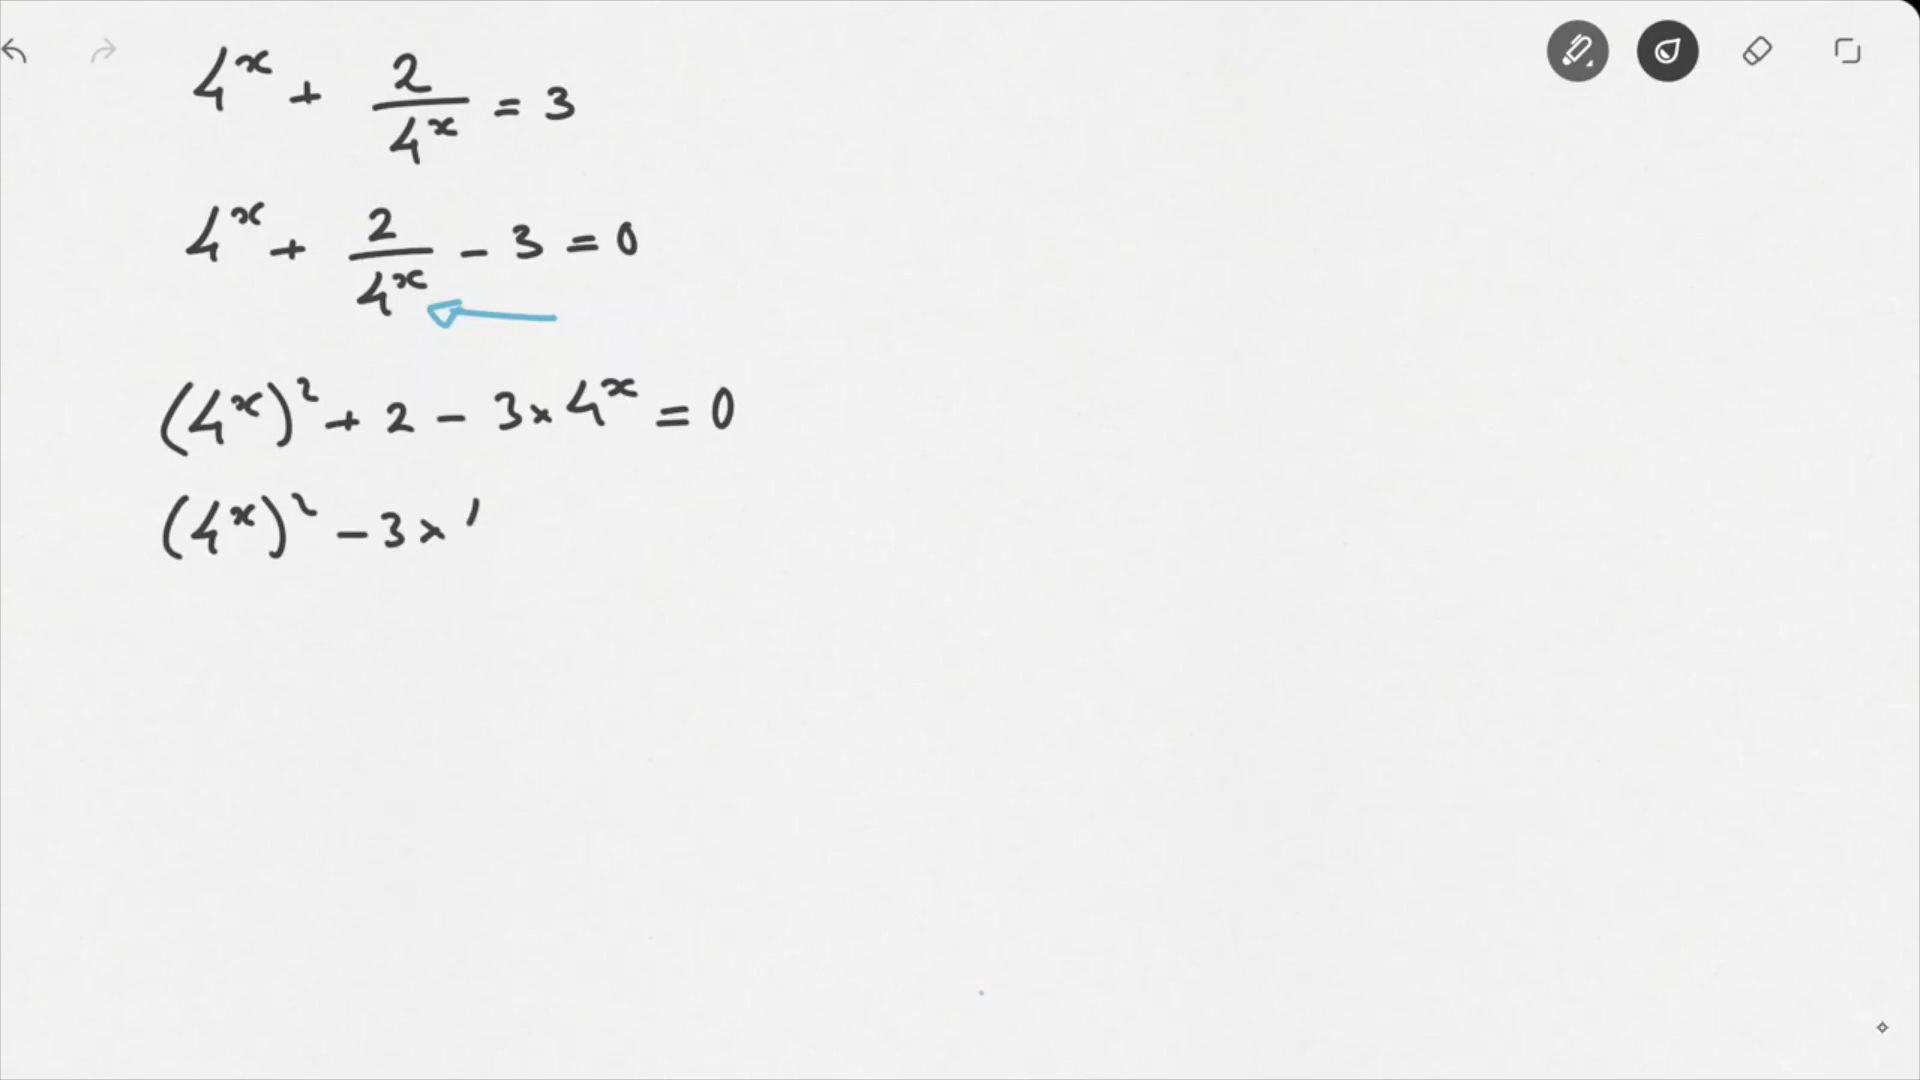 4^x + 2/4^x = 3
4^x + 2/4^x - 3 = 0
(4^x)^2 + 2 - 3 × 4^x = 0
(4^x)^2 - 3 ×